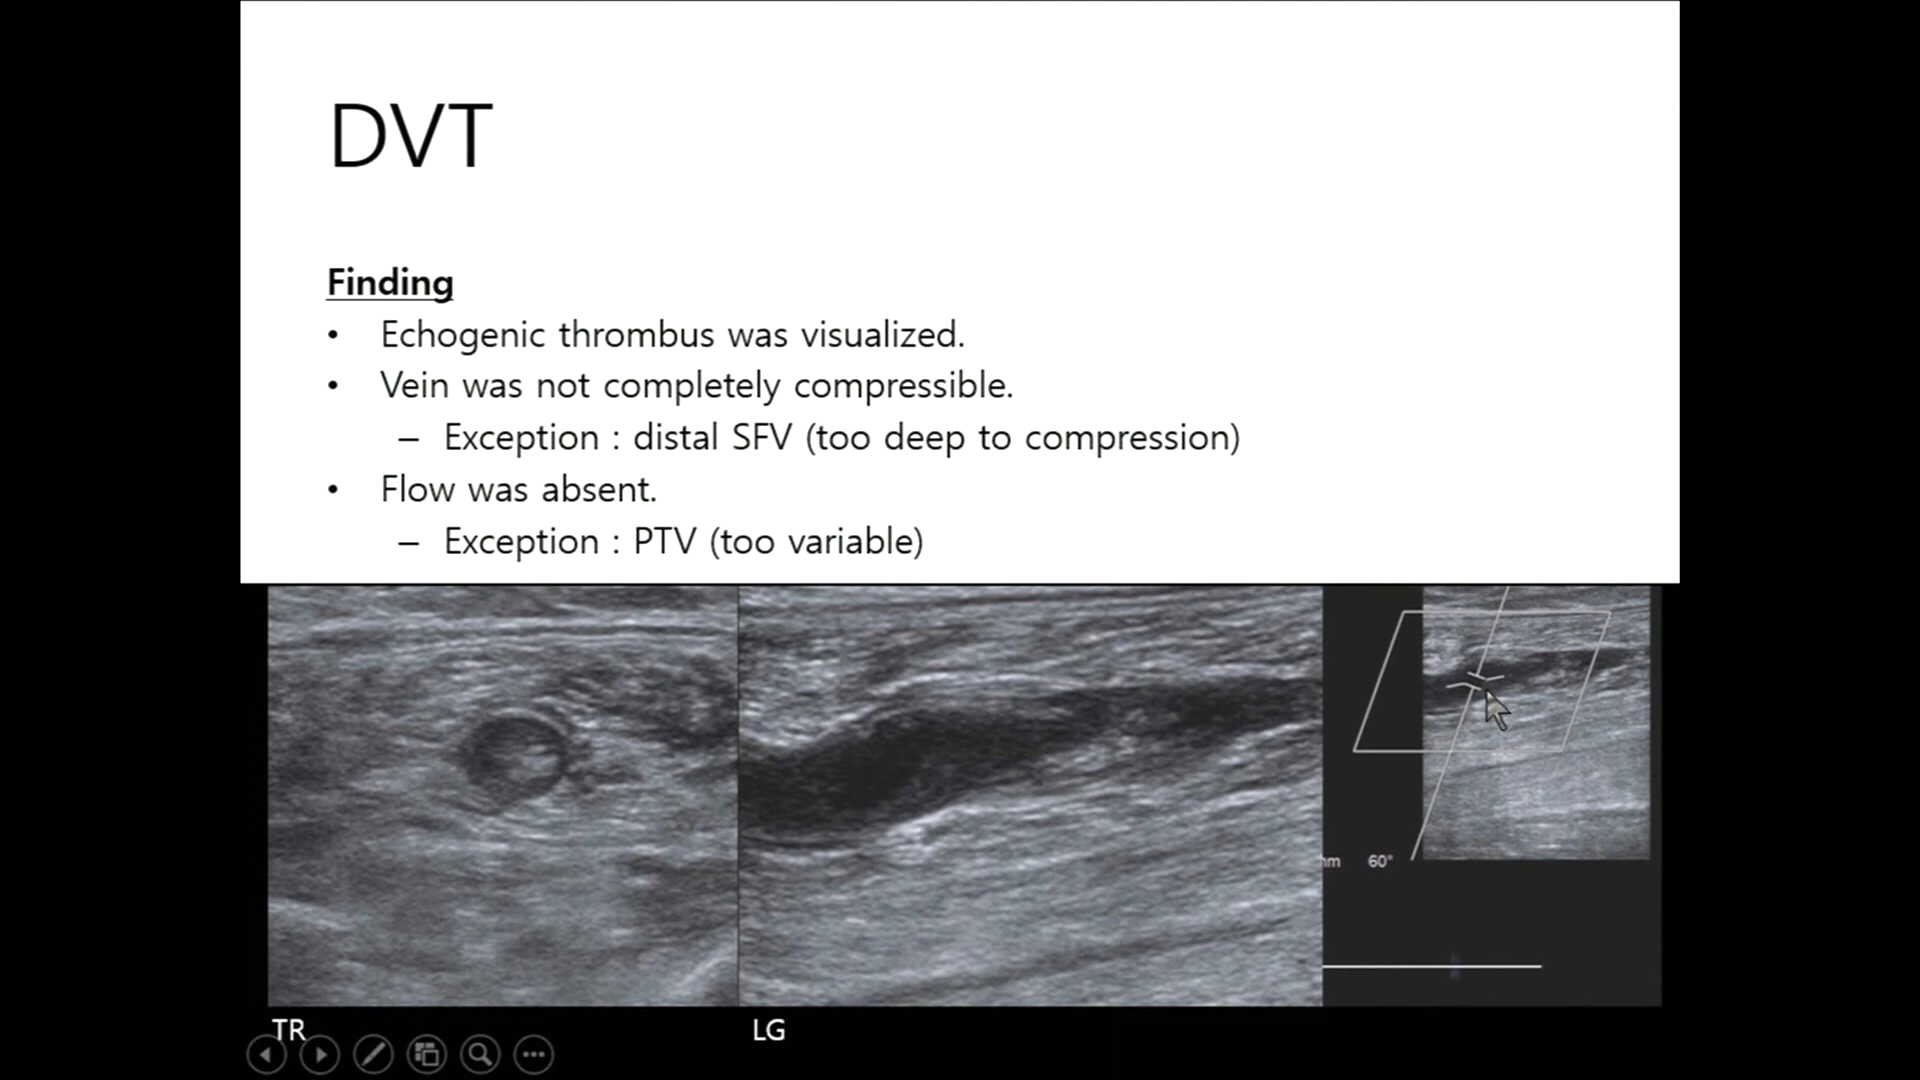 DVT
Finding
• Echogenic thrombus was visualized.
• Vein was not completely compressible.
– Exception : distal SFV (too deep to compression)
• Flow was absent.
– Exception : PTV (too variable)
60°
TR
LG